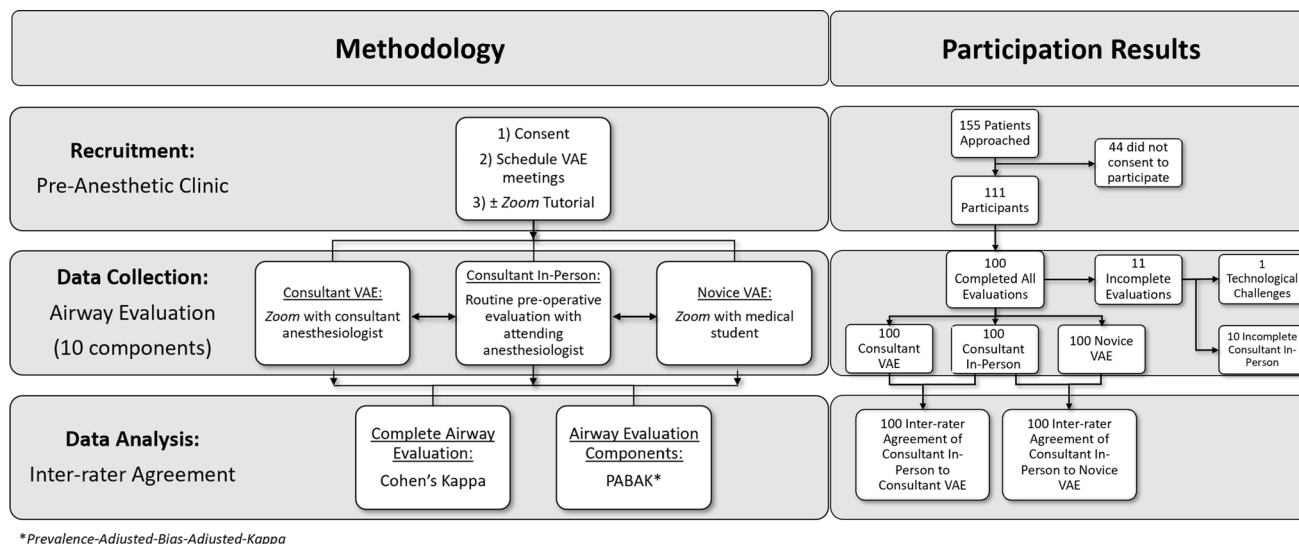 Methodology
Participation Results
Recruitment:
Pre-Anesthetic Clinic
1) Consent
2) Schedule VAE
meetings
3) ± Zoom Tutorial
155 Patients
Approached
44 did not
consent to
participate
111
Participants
Data Collection:
Airway Evaluation
(10 components)
Consultant VAE:
Zoom with consultant
anesthesiologist
Consultant In-Person:
Routine pre-operative
evaluation with
attending
anesthesiologist
Novice VAE:
Zoom with medical
student
100
Completed All
Evaluations
11
Incomplete
Evaluations
1
Technological
Challenges
100
Consultant
VAE
100
Consultant
In-Person
100 Novice
VAE
10 Incomplete
Consultant In-
Person
Data Analysis:
Inter-rater Agreement
Complete Airway
Evaluation:
Cohen's Kappa
Airway Evaluation
Components:
PABAK*
100 Inter-rater
Agreement of
Consultant In-
Person to
Consultant VAE
100 Inter-rater
Agreement of
Consultant In-
Person to Novice
VAE
*Prevalence-Adjusted-Bias-Adjusted-Kappa